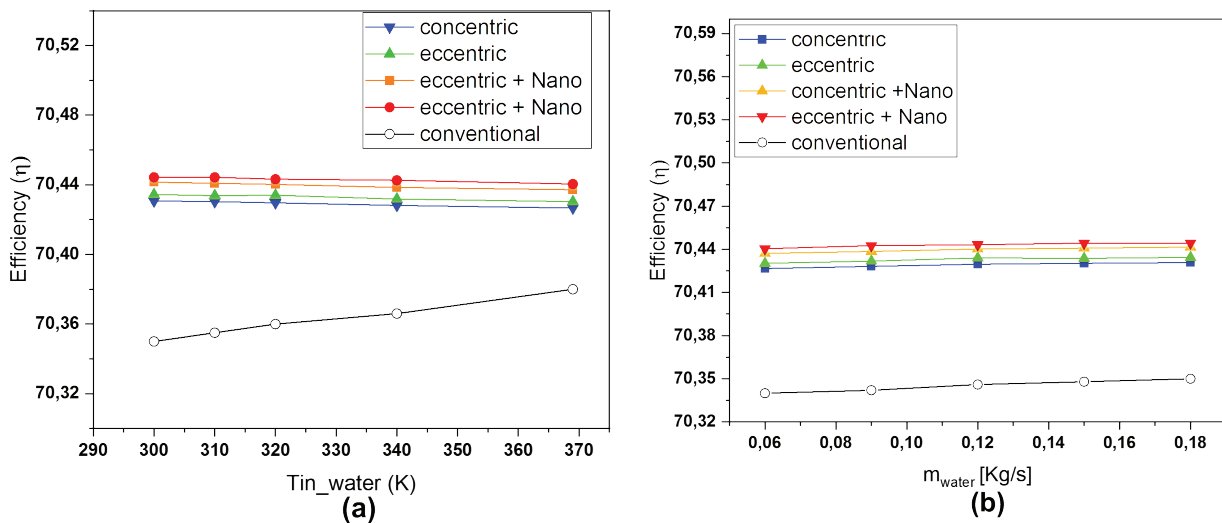 concentric
eccentric
eccentric + Nano
eccentric + Nano
conventional
70,52
70,48
70,44
70,40
70,36
70,32
Efficiency (η)
290 300 310 320 330 340 350 360 370
Tin_water (K)
(a)
concentric
eccentric
concentric +Nano
eccentric + Nano
conventional
70,59
70,56
70,53
70,50
70,47
70,44
70,41
70,38
70,35
70,32
Efficiency (η)
0,06 0,08 0,10 0,12 0,14 0,16 0,18
m_water [Kg/s]
(b)